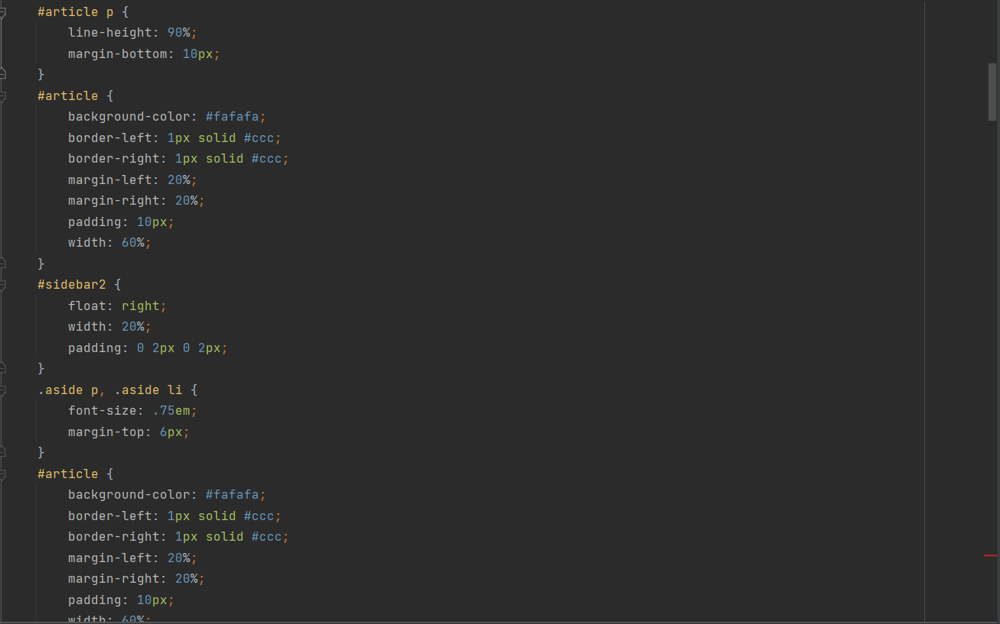 #article p {
    line-height: 90%;
    margin-bottom: 10px;
}
#article {
    background-color: #fafafa;
    border-left: 1px solid #ccc;
    border-right: 1px solid #ccc;
    margin-left: 20%;
    margin-right: 20%;
    padding: 10px;
    width: 60%;
}
#sidebar2 {
    float: right;
    width: 20%;
    padding: 0 2px 0 2px;
}
.aside p, .aside li {
    font-size: .75em;
    margin-top: 6px;
}
#article {
    background-color: #fafafa;
    border-left: 1px solid #ccc;
    border-right: 1px solid #ccc;
    margin-left: 20%;
    margin-right: 20%;
    padding: 10px;
    width: 60%;